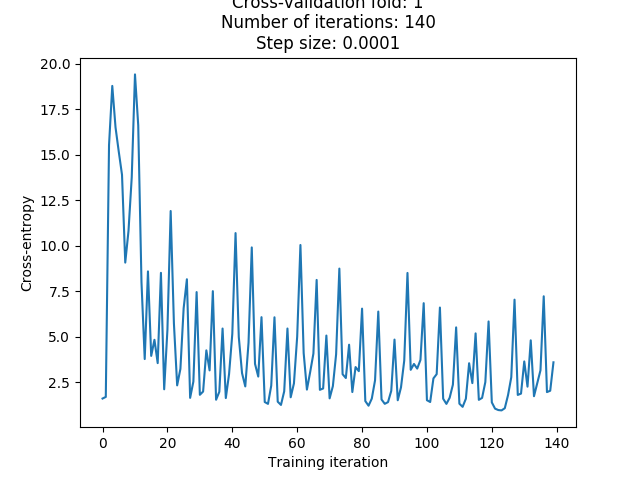 Cross-validation fold: 1
Number of iterations: 140
Step size: 0.0001
20.0
17.5
15.0
12.5
10.0
7.5
5.0
2.5
Cross-entropy
0 20 40 60 80 100 120 140
Training iteration